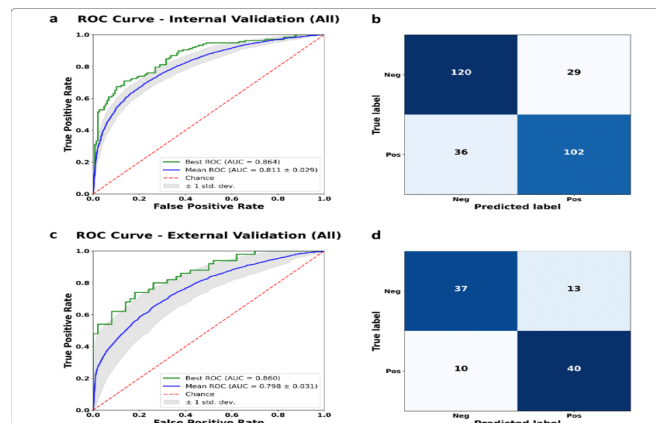 a ROC Curve - Internal Validation (All)
1.0
0.8
0.6
0.4
0.2
0.0
True Positive Rate
Best ROC (AUC = 0.864)
Mean ROC (AUC = 0.811 ± 0.029)
Chance
± 1 std. dev.
0.0 0.2 0.4 0.6 0.8 1.0
False Positive Rate
b
True label
Neg 120 29
Pos 36 102
Neg Pos
Predicted label
c ROC Curve - External Validation (All)
1.0
0.8
0.6
0.4
0.2
0.0
True Positive Rate
Best ROC (AUC = 0.860)
Mean ROC (AUC = 0.798 ± 0.031)
Chance
± 1 std. dev.
0.0 0.2 0.4 0.6 0.8 1.0
False Positive Rate
d
True label
Neg 37 13
Pos 10 40
Neg Pos
Predicted label